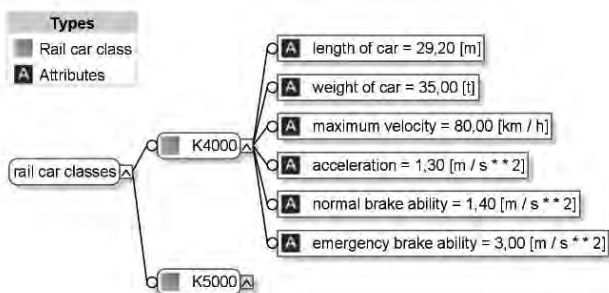 Types
Rail car class
A Attributes
A length of car = 29,20 [m]
A weight of car = 35,00 [t]
K4000
A maximum velocity = 80,00 [km / h]
rail car classes
A acceleration = 1,30 [m / s * * 2]
A normal brake ability = 1,40 [m / s * * 2]
A emergency brake ability = 3,00 [m / s * * 2]
K5000